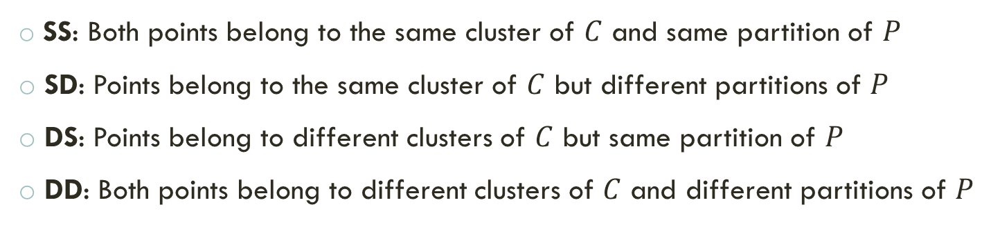 ○ SS: Both points belong to the same cluster of C and same partition of P
○ SD: Points belong to the same cluster of C but different partitions of P
○ DS: Points belong to different clusters of C but same partition of P
○ DD: Both points belong to different clusters of C and different partitions of P